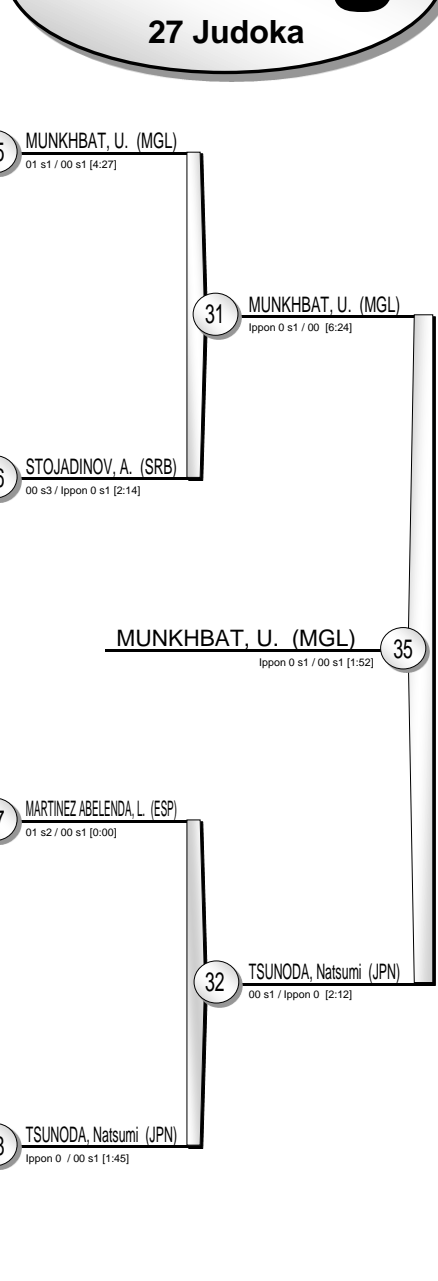 27 Judoka
MUNKHBAT, U. (MGL)
01 s1 / 00 s1 [4:27]
31
MUNKHBAT, U. (MGL)
Ippon 0 s1 / 00 [6:24]
STOJADINOV, A. (SRB)
00 s3 / Ippon 0 s1 [2:14]
MUNKHBAT, U. (MGL)
35
Ippon 0 s1 / 00 s1 [1:52]
MARTINEZ ABELENDA, L. (ESP)
01 s2 / 00 s1 [0:00]
32
TSUNODA, Natsumi (JPN)
00 s1 / Ippon 0 [2:12]
TSUNODA, Natsumi (JPN)
Ippon 0 / 00 s1 [1:45]